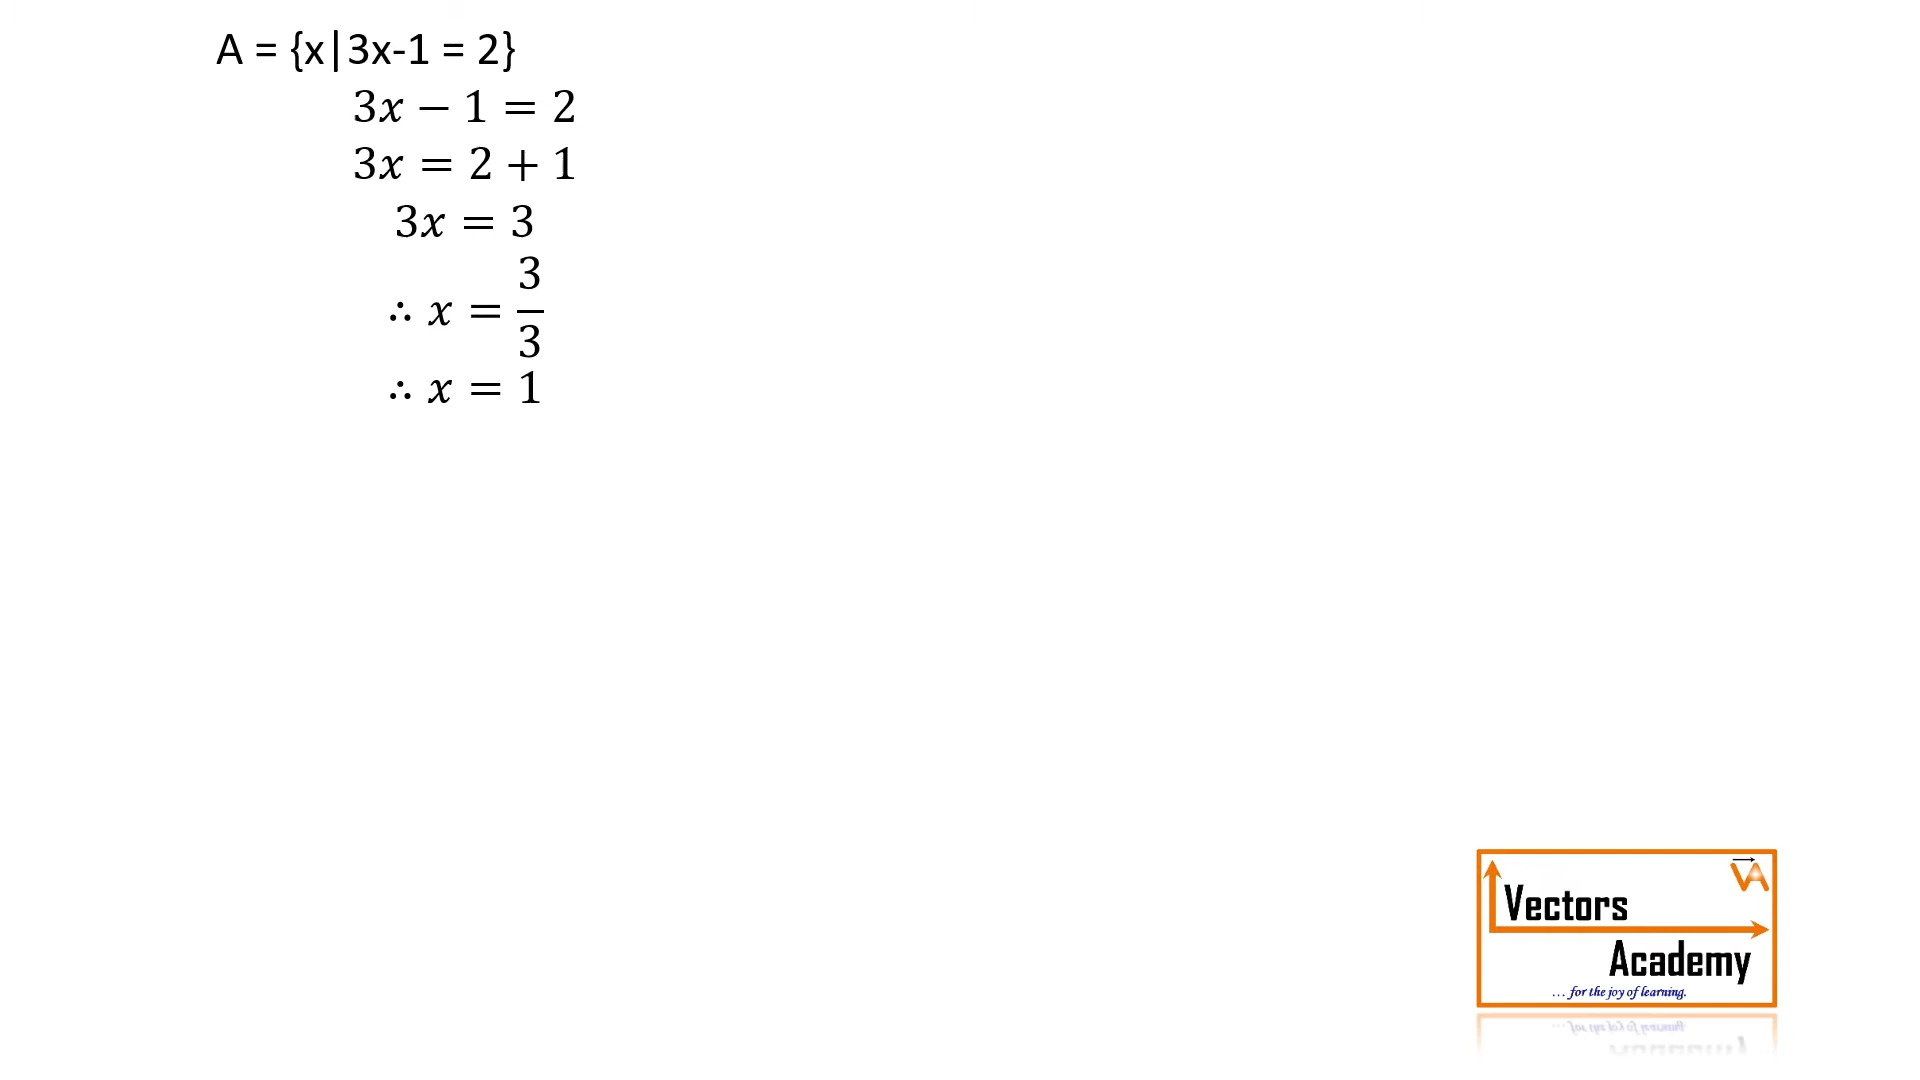 A = {x|3x-1 = 2}
3x − 1 = 2
3x = 2 + 1
3x = 3
∴ x = 3/3
∴ x = 1
VA
Vectors
Academy
... for the joy of learning.